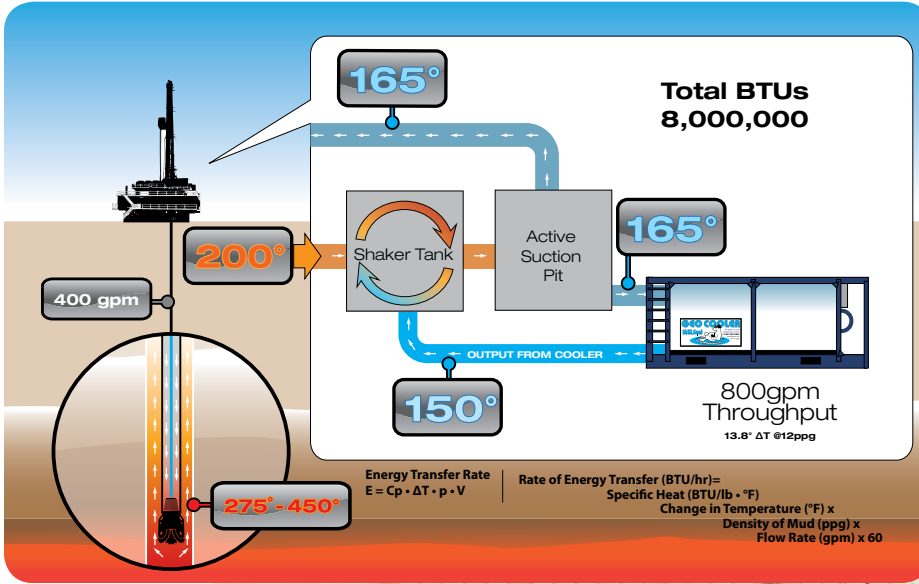 165°
Total BTUs
8,000,000
200°
Shaker Tank
Active
Suction
Pit
165°
400 gpm
GEO COOLER
OUTPUT FROM COOLER
150°
800gpm
Throughput
13.8° ΔT @12ppg
275°-450°
Energy Transfer Rate
E = Cp • ΔT • p • V
Rate of Energy Transfer (BTU/hr)=
Specific Heat (BTU/lb • °F)
Change in Temperature (°F) x
Density of Mud (ppg) x
Flow Rate (gpm) x 60